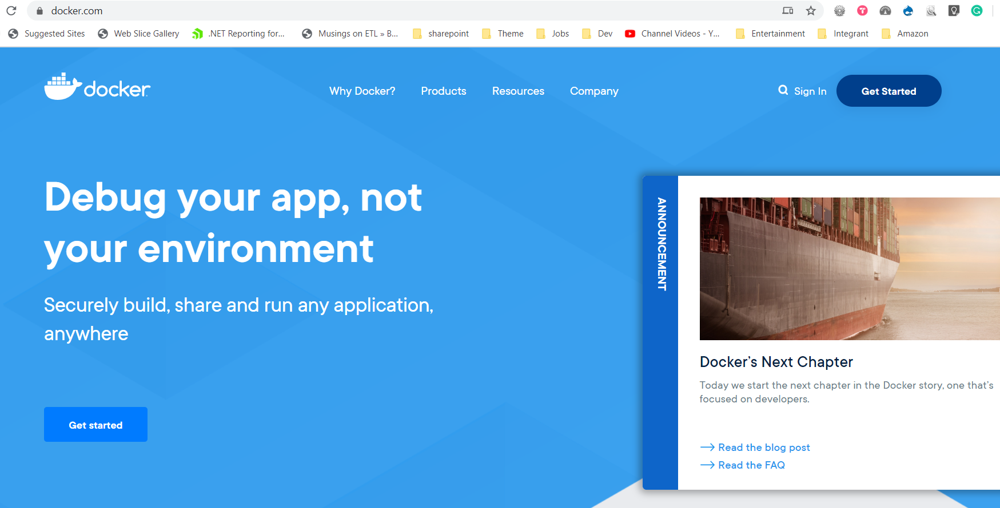 docker.com
Suggested Sites Web Slice Gallery .NET Reporting for... Musings on ETL » B... sharepoint Theme Jobs Dev Channel Videos - Y... Entertainment Integrant Amazon
docker
Why Docker? Products Resources Company Sign In Get Started
Debug your app, not
your environment
Securely build, share and run any application,
anywhere
Get started
ANNOUNCEMENT
Docker’s Next Chapter
Today we start the next chapter in the Docker story, one that’s
focused on developers.
Read the blog post
Read the FAQ